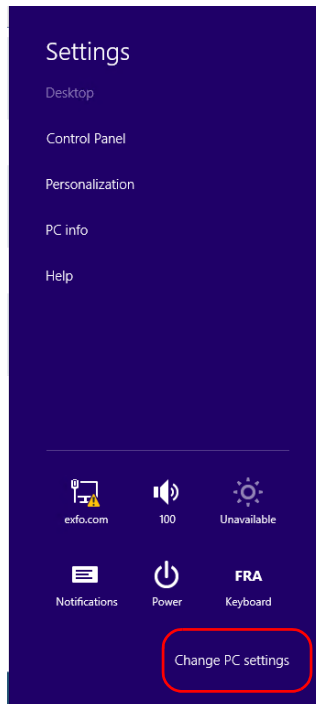 Settings
Desktop
Control Panel
Personalization
PC info
Help
exfo.com
100
Unavailable
FRA
Notifications
Power
Keyboard
Change PC settings